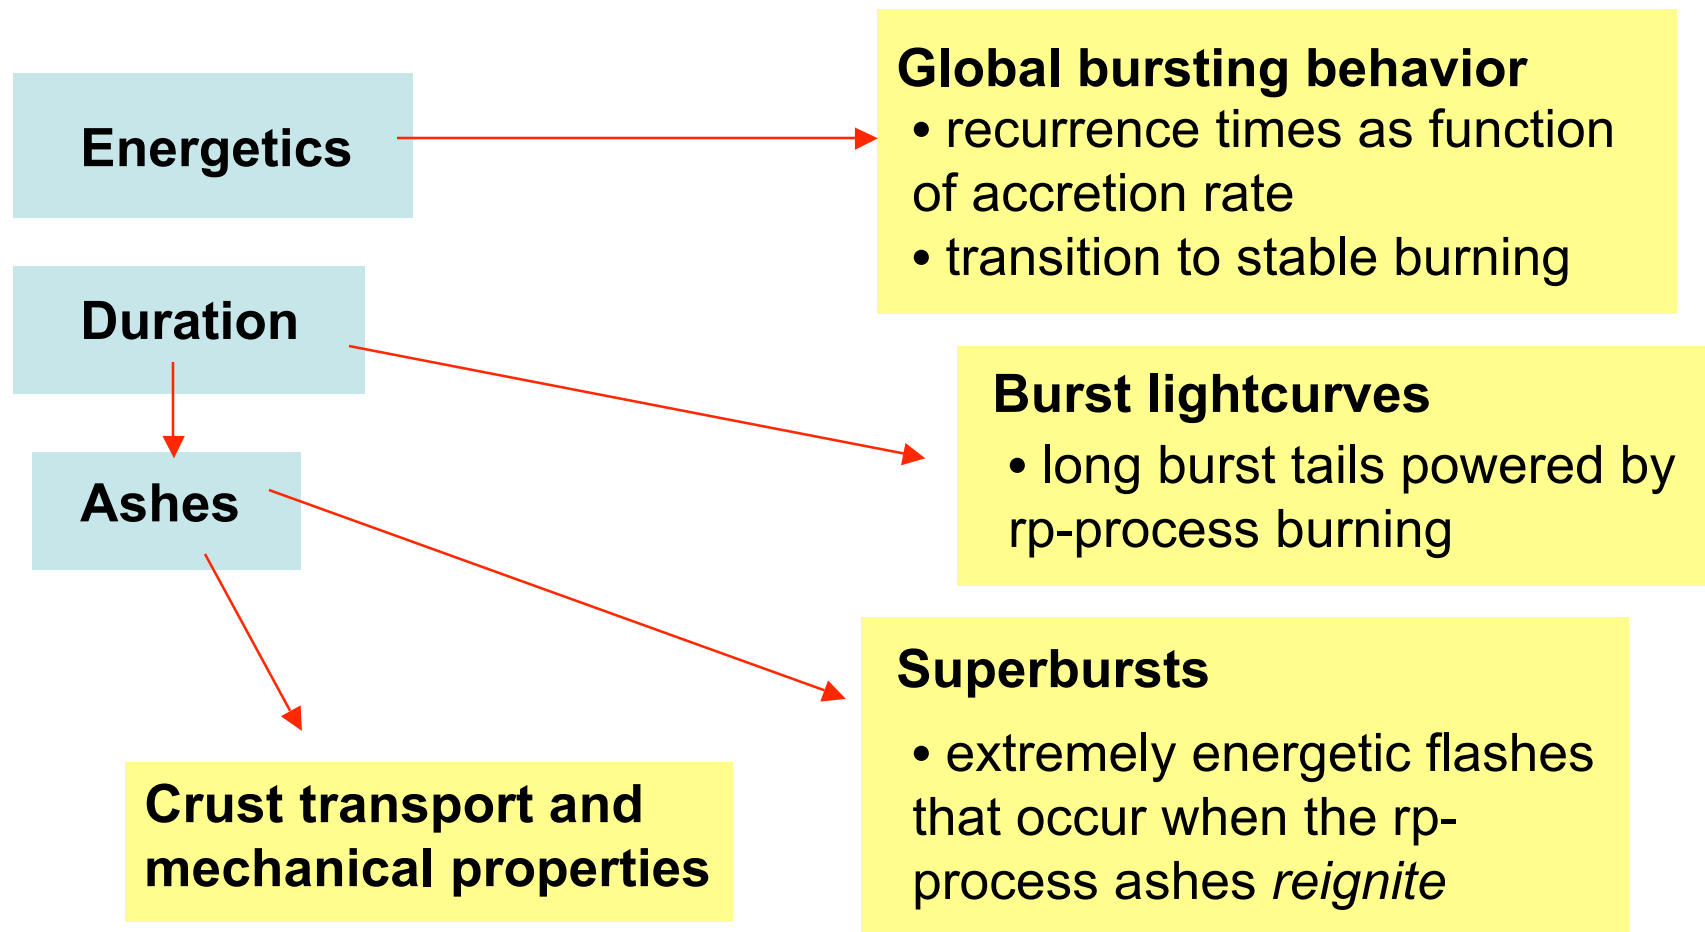 Energetics
Global bursting behavior
• recurrence times as function
of accretion rate
• transition to stable burning
Duration
Burst lightcurves
• long burst tails powered by
rp-process burning
Ashes
Superbursts
• extremely energetic flashes
that occur when the rp-
process ashes reignite
Crust transport and
mechanical properties